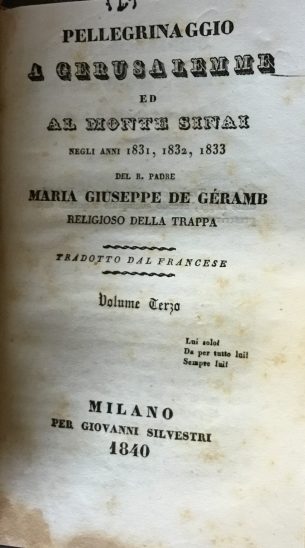 PELLEGRINAGGIO
A GERUSALEMME
ED
AL MONTE SINAI
NEGLI ANNI 1831, 1832, 1833
DEL R. PADRE
MARIA GIUSEPPE DE GÉRAMB
RELIGIOSO DELLA TRAPPA
TRADOTTO DAL FRANCESE
Volume Terzo
Lui solo!
Da per tutto lui!
Sempre lui!
MILANO
PER GIOVANNI SILVESTRI
1840